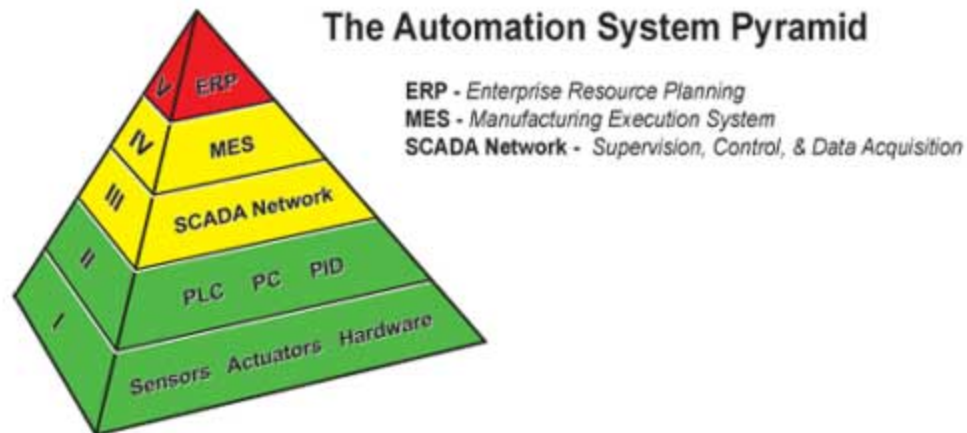 The Automation System Pyramid
ERP - Enterprise Resource Planning
MES - Manufacturing Execution System
SCADA Network - Supervision, Control, & Data Acquisition
V ERP
IV MES
III SCADA Network
II PLC PC PID
I Sensors Actuators Hardware